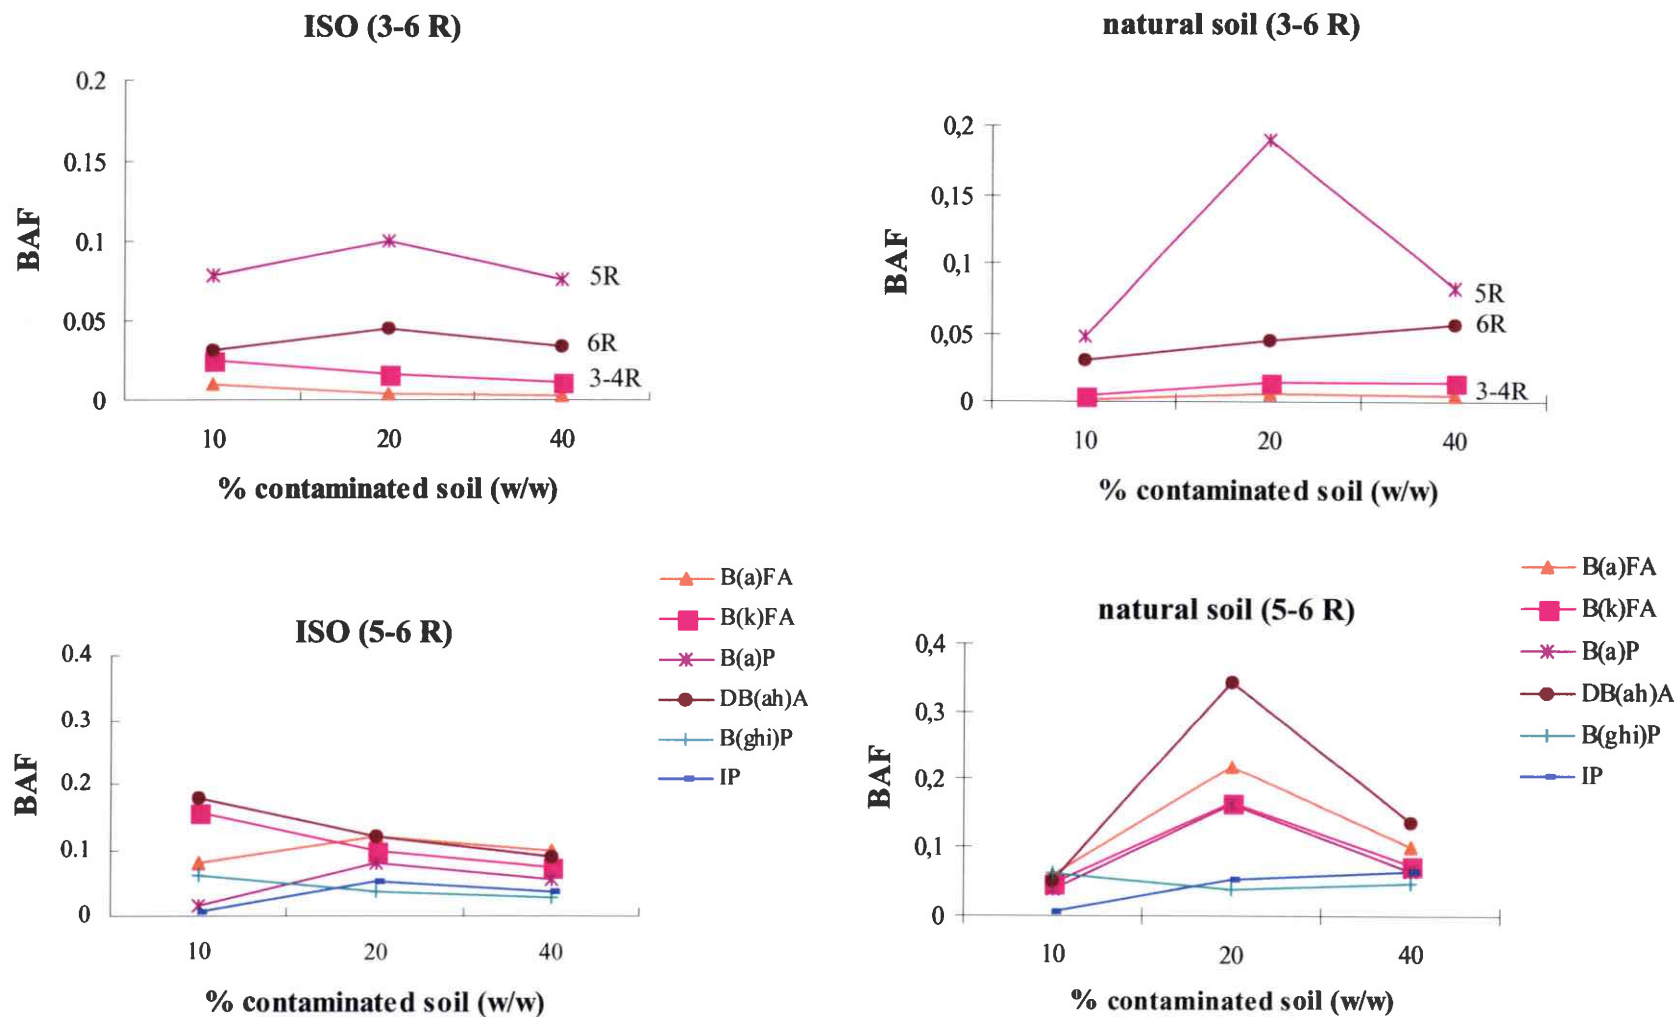 ISO (3-6 R)
0.2
0.15
0.1
0.05
0
BAF
5R
6R
3-4R
10 20 40
% contaminated soil (w/w)
natural soil (3-6 R)
0,2
0,15
0,1
0,05
0
BAF
5R
6R
3-4R
10 20 40
% contaminated soil (w/w)
ISO (5-6 R)
0.4
0.3
0.2
0.1
0
BAF
10 20 40
% contaminated soil (w/w)
B(a)FA
B(k)FA
B(a)P
DB(ah)A
B(ghi)P
IP
natural soil (5-6 R)
0,4
0,3
0,2
0,1
0
BAF
10 20 40
% contaminated soil (w/w)
B(a)FA
B(k)FA
B(a)P
DB(ah)A
B(ghi)P
IP